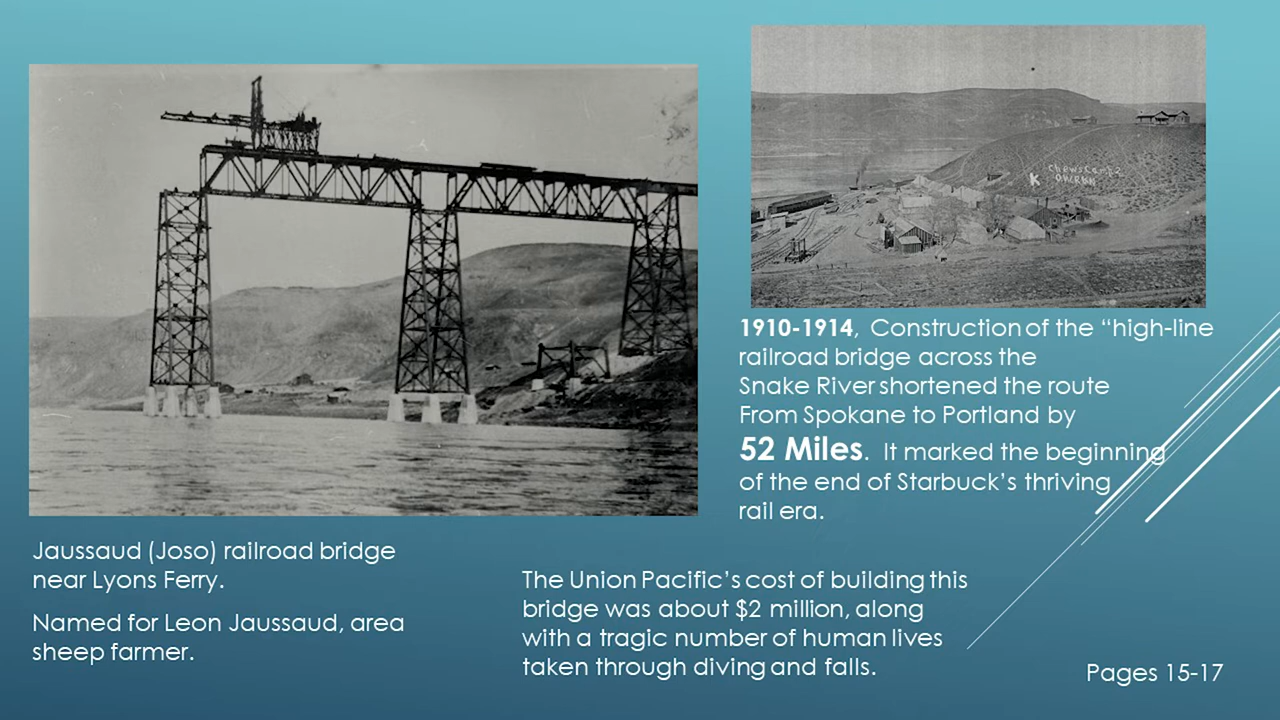 K
1910-1914, Construction of the “high-line
railroad bridge across the
Snake River shortened the route
From Spokane to Portland by
52 Miles. It marked the beginning
of the end of Starbuck’s thriving
rail era.
Jaussaud (Joso) railroad bridge
near Lyons Ferry.
Named for Leon Jaussaud, area
sheep farmer.
The Union Pacific’s cost of building this
bridge was about $2 million, along
with a tragic number of human lives
taken through diving and falls.
Pages 15-17